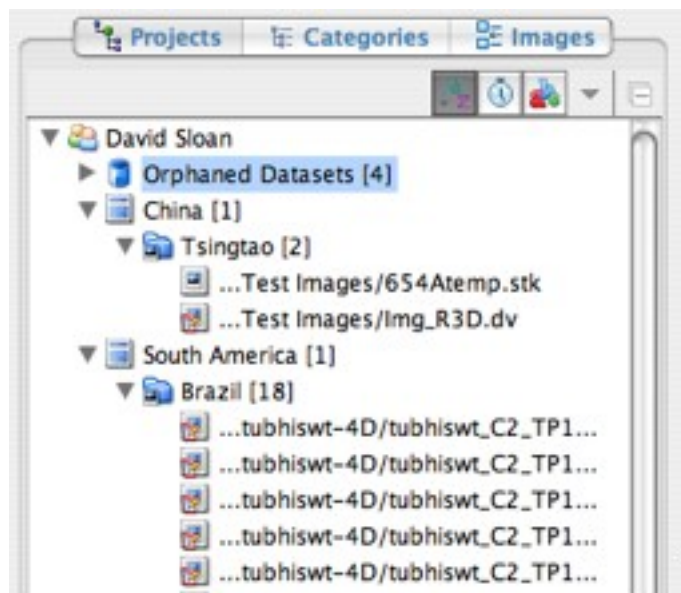 Projects Categories Images
David Sloan
Orphaned Datasets [4]
China [1]
Tsingtao [2]
...Test Images/654Atemp.stk
...Test Images/Img_R3D.dv
South America [1]
Brazil [18]
...tubhiswt-4D/tubhiswt_C2_TP1...
...tubhiswt-4D/tubhiswt_C2_TP1...
...tubhiswt-4D/tubhiswt_C2_TP1...
...tubhiswt-4D/tubhiswt_C2_TP1...
...tubhiswt-4D/tubhiswt_C2_TP1...